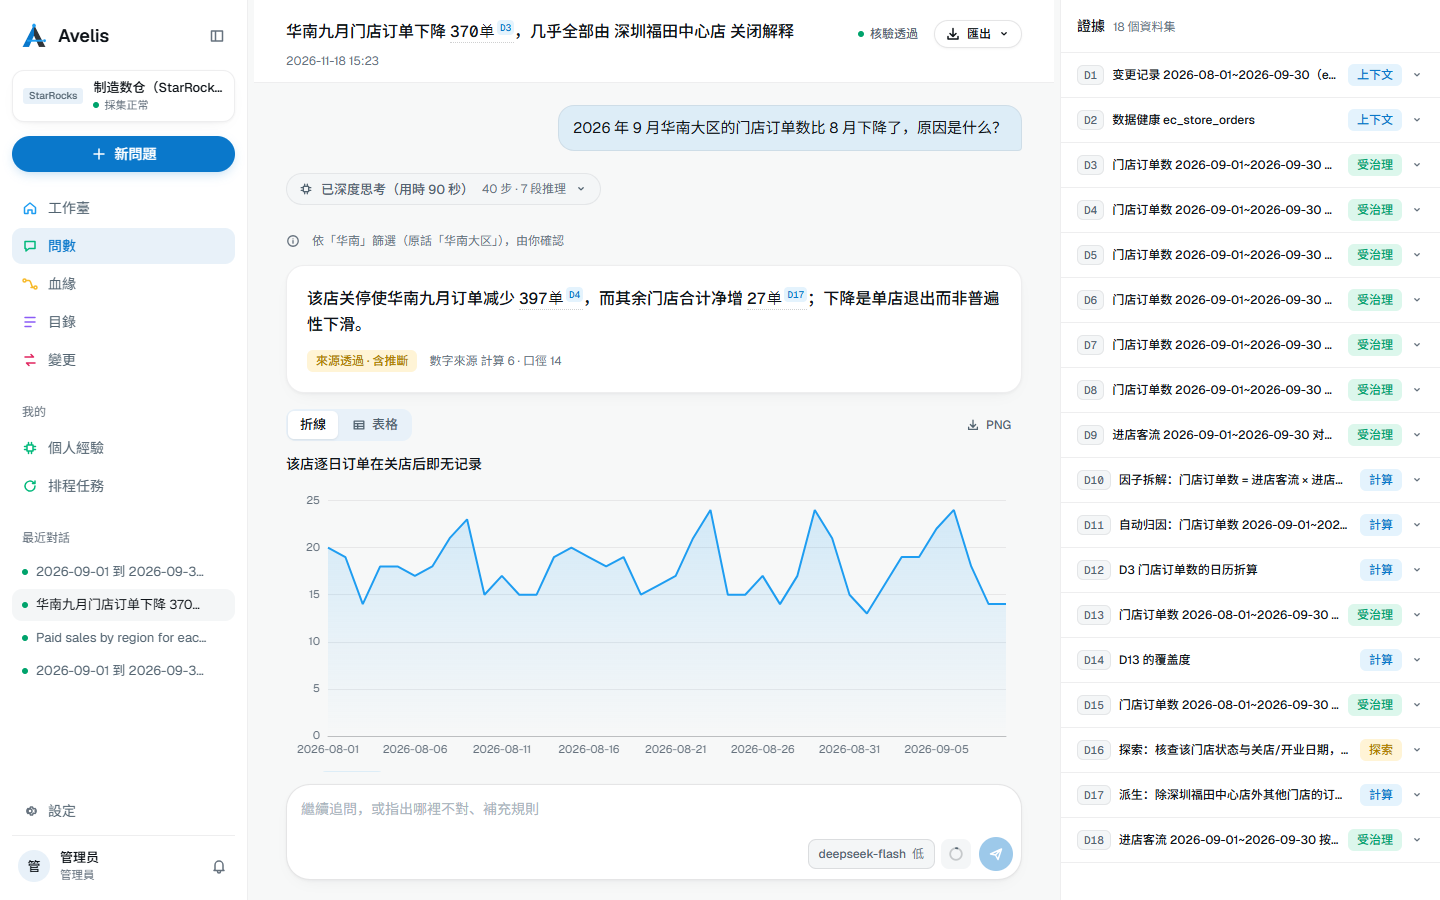 Avelis
StarRocks
制造数仓（StarRock...
採集正常
新問題
工作臺
問數
血緣
目錄
變更
我的
個人經驗
排程任務
最近對話
2026-09-01 到 2026-09-3...
华南九月门店订单下降 370...
Paid sales by region for eac...
2026-09-01 到 2026-09-3...
設定
管
管理员
管理員
华南九月门店订单下降 370单 D3，几乎全部由 深圳福田中心店 关闭解释
2026-11-18 15:23
核驗透過
匯出
2026 年 9 月华南大区的门店订单数比 8 月下降了，原因是什么？
已深度思考（用時 90 秒） 40 步 · 7 段推理
依「华南」篩選（原話「华南大区」），由你確認
该店关停使华南九月订单减少 397单 D4，而其余门店合计净增 27单 D17；下降是单店退出而非普遍
性下滑。
來源透過 · 含推斷 數字來源 計算 6 · 口徑 14
折線
表格
PNG
该店逐日订单在关店后即无记录
25
20
15
10
5
0
2026-08-01
2026-08-06
2026-08-11
2026-08-16
2026-08-21
2026-08-26
2026-08-31
2026-09-05
繼續追問，或指出哪裡不對、補充規則
deepseek-flash 低
證據 18 個資料集
D1 变更记录 2026-08-01~2026-09-30（e... 上下文
D2 数据健康 ec_store_orders 上下文
D3 门店订单数 2026-09-01~2026-09-30 ... 受治理
D4 门店订单数 2026-09-01~2026-09-30 ... 受治理
D5 门店订单数 2026-09-01~2026-09-30 ... 受治理
D6 门店订单数 2026-09-01~2026-09-30 ... 受治理
D7 门店订单数 2026-09-01~2026-09-30 ... 受治理
D8 门店订单数 2026-09-01~2026-09-30 ... 受治理
D9 进店客流 2026-09-01~2026-09-30 对... 受治理
D10 因子拆解：门店订单数 = 进店客流 × 进店... 計算
D11 自动归因：门店订单数 2026-09-01~202... 計算
D12 D3 门店订单数的日历折算 計算
D13 门店订单数 2026-08-01~2026-09-30 ... 受治理
D14 D13 的覆盖度 計算
D15 门店订单数 2026-08-01~2026-09-30 ... 受治理
D16 探索：核查该门店状态与关店/开业日期，... 探索
D17 派生：除深圳福田中心店外其他门店的订... 計算
D18 进店客流 2026-09-01~2026-09-30 按... 受治理